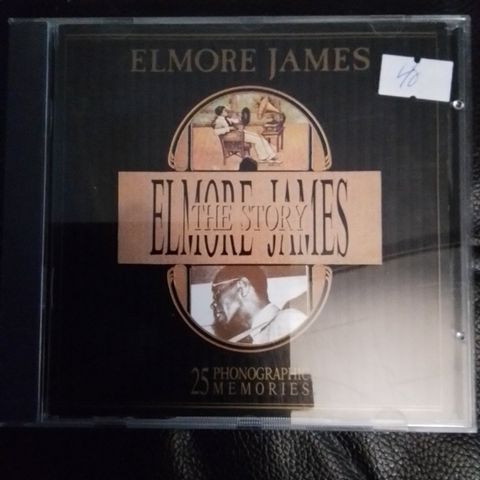 ELMORE JAMES
40
ELMORE JAMES
THE STORY
25 PHONOGRAPHIC
MEMORIES